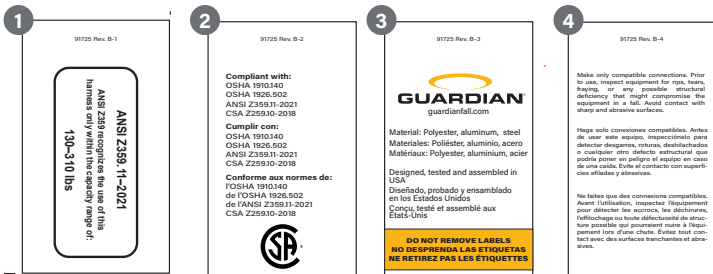 1
91725 Rev. B-1
ANSI Z359.11–2021
ANSI Z359 recognizes the use of this
harness only within the capacity range of:
130–310 lbs
2
91725 Rev. B-2
Compliant with:
OSHA 1910.140
OSHA 1926.502
ANSI Z359.11-2021
CSA Z259.10-2018
Cumplir con:
OSHA 1910.140
OSHA 1926.502
ANSI Z359.11-2021
CSA Z259.10-2018
Conforme aux normes de:
l'OSHA 1910.140
de l'OSHA 1926.502
de l'ANSI Z359.11-2021
CSA Z259.10-2018
CSA
3
91725 Rev. B-3
GUARDIAN
guardianfall.com
Material: Polyester, aluminum, steel
Materiales: Poliéster, aluminio, acero
Matériaux: Polyester, aluminium, acier
Designed, tested and assembled in
USA
Diseñado, probado y ensamblado
en los Estados Unidos
Conçu, testé et assemblé aux
États-Unis
DO NOT REMOVE LABELS
NO DESPRENDA LAS ETIQUETAS
NE RETIREZ PAS LES ÉTIQUETTES
4
91725 Rev. B-4
Make only compatible connections. Prior
to use, inspect equipment for rips, tears,
fraying, or any possible structural
deficiency that might compromise the
equipment in a fall. Avoid contact with
sharp and abrasive surfaces.
Haga solo conexiones compatibles. Antes
de usar este equipo, inspecciónelo para
detectar desgarres, roturas, deshilachados
o cualquier otro defecto estructural que
podría poner en peligro el equipo en caso
de una caída. Evite el contacto con superfi-
cies afiladas y abrasivas.
Ne faites que des connexions compatibles.
Avant l'utilisation, inspectez l'équipement
pour détecter les accrocs, les déchirures,
l'effilochage ou toute défectuosité de struc-
ture possible qui pourraient nuire à l'équi-
pement lors d'une chute. Évitez tout con-
tact avec des surfaces tranchantes et abra-
sives.